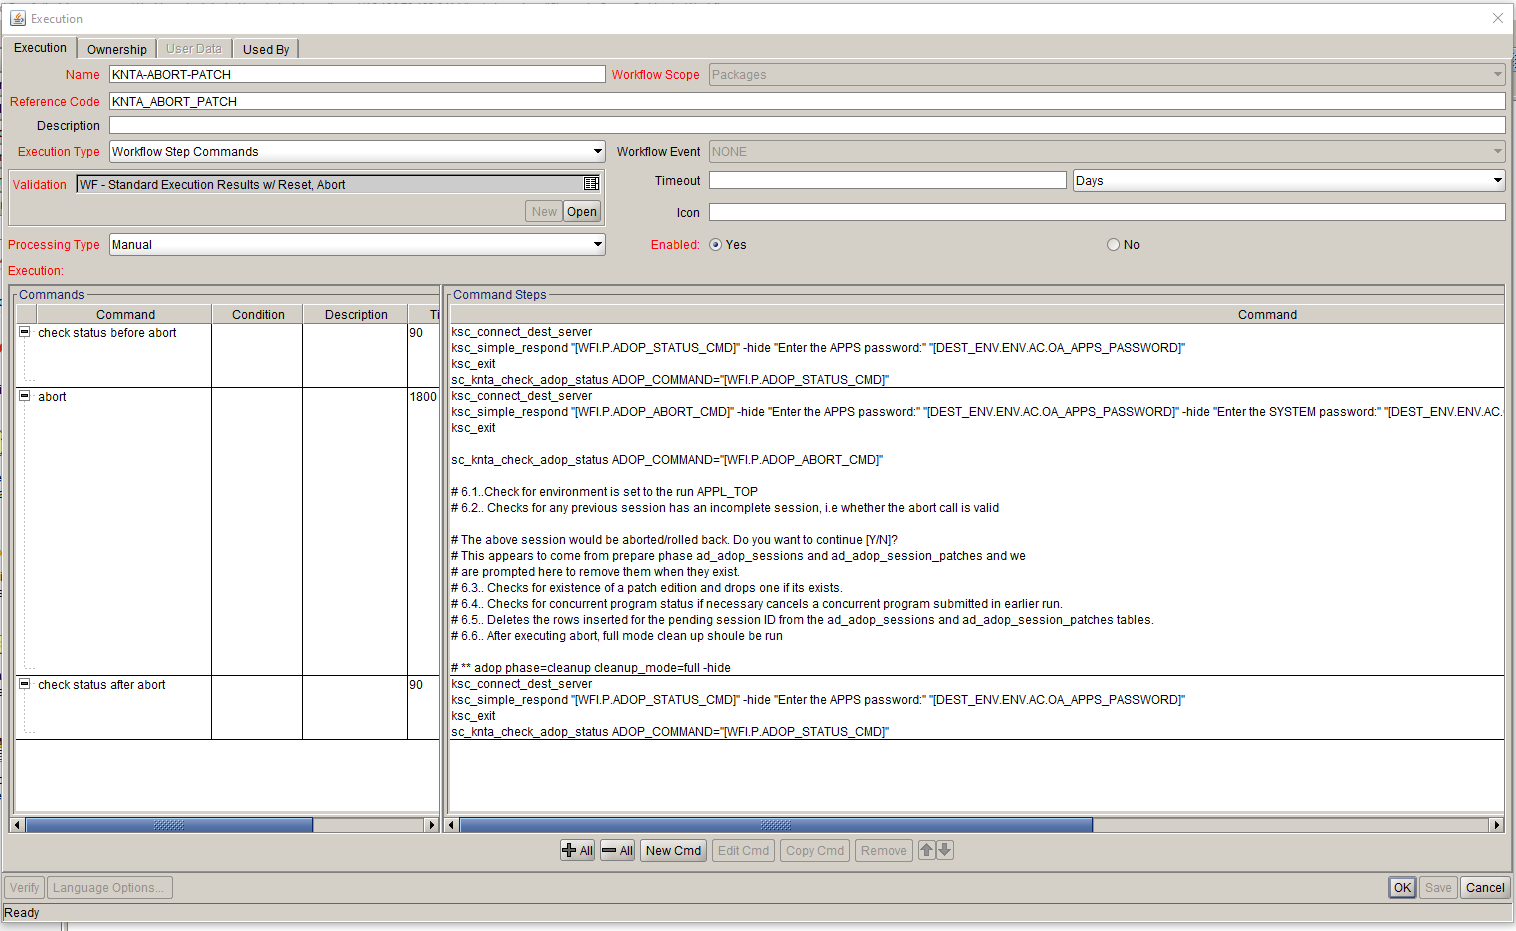 Execution
Execution
Ownership
User Data
Used By
Name
KNTA-ABORT-PATCH
Workflow Scope
Packages
Reference Code
KNTA_ABORT_PATCH
Description
Execution Type
Workflow Step Commands
Workflow Event
NONE
Validation
WF - Standard Execution Results w/ Reset, Abort
Timeout
Days
New
Open
Icon
Processing Type
Manual
Enabled:
Yes
No
Execution:
Commands
Command
Condition
Description
Ti
check status before abort
90
abort
1800
check status after abort
90
Command Steps
Command
ksc_connect_dest_server
ksc_simple_respond "[WFI.P.ADOP_STATUS_CMD]" -hide "Enter the APPS password:" "[DEST_ENV.ENV.AC.OA_APPS_PASSWORD]"
ksc_exit
sc_knta_check_adop_status ADOP_COMMAND="[WFI.P.ADOP_STATUS_CMD]"
ksc_connect_dest_server
ksc_simple_respond "[WFI.P.ADOP_ABORT_CMD]" -hide "Enter the APPS password:" "[DEST_ENV.ENV.AC.OA_APPS_PASSWORD]" -hide "Enter the SYSTEM password:" "[DEST_ENV.ENV.AC.
ksc_exit
sc_knta_check_adop_status ADOP_COMMAND="[WFI.P.ADOP_ABORT_CMD]"
# 6.1..Check for environment is set to the run APPL_TOP
# 6.2.. Checks for any previous session has an incomplete session, i.e whether the abort call is valid
# The above session would be aborted/rolled back. Do you want to continue [Y/N]?
# This appears to come from prepare phase ad_adop_sessions and ad_adop_session_patches and we
# are prompted here to remove them when they exist.
# 6.3.. Checks for existence of a patch edition and drops one if its exists.
# 6.4.. Checks for concurrent program status if necessary cancels a concurrent program submitted in earlier run.
# 6.5.. Deletes the rows inserted for the pending session ID from the ad_adop_sessions and ad_adop_session_patches tables.
# 6.6.. After executing abort, full mode clean up shoule be run
# ** adop phase=cleanup cleanup_mode=full -hide
ksc_connect_dest_server
ksc_simple_respond "[WFI.P.ADOP_STATUS_CMD]" -hide "Enter the APPS password:" "[DEST_ENV.ENV.AC.OA_APPS_PASSWORD]"
ksc_exit
sc_knta_check_adop_status ADOP_COMMAND="[WFI.P.ADOP_STATUS_CMD]"
All
All
New Cmd
Edit Cmd
Copy Cmd
Remove
Verify
Language Options...
OK
Save
Cancel
Ready